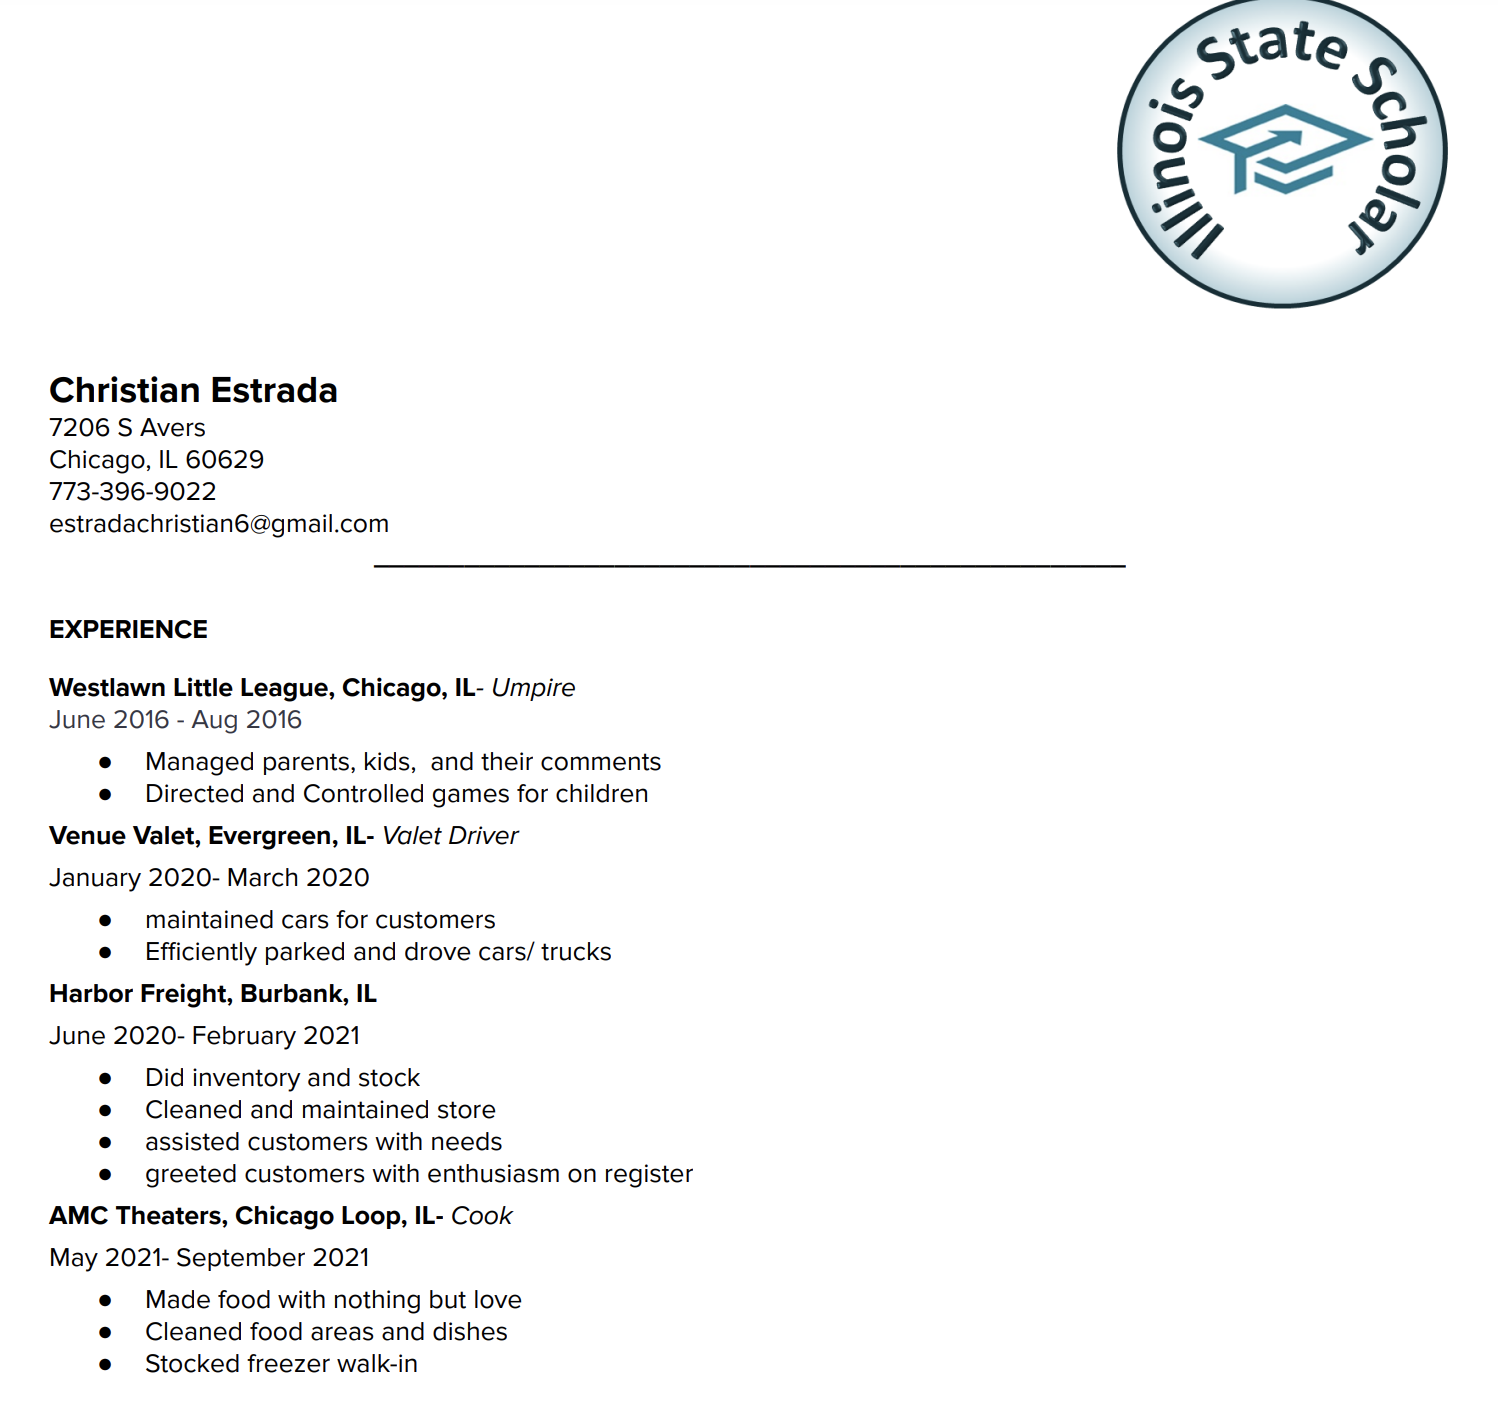 Illinois State Scholar
Christian Estrada
7206 S Avers
Chicago, IL 60629
773-396-9022
estradachristian6@gmail.com
EXPERIENCE
Westlawn Little League, Chicago, IL- Umpire
June 2016 - Aug 2016
● Managed parents, kids,  and their comments
● Directed and Controlled games for children
Venue Valet, Evergreen, IL- Valet Driver
January 2020- March 2020
● maintained cars for customers
● Efficiently parked and drove cars/ trucks
Harbor Freight, Burbank, IL
June 2020- February 2021
● Did inventory and stock
● Cleaned and maintained store
● assisted customers with needs
● greeted customers with enthusiasm on register
AMC Theaters, Chicago Loop, IL- Cook
May 2021- September 2021
● Made food with nothing but love
● Cleaned food areas and dishes
● Stocked freezer walk-in